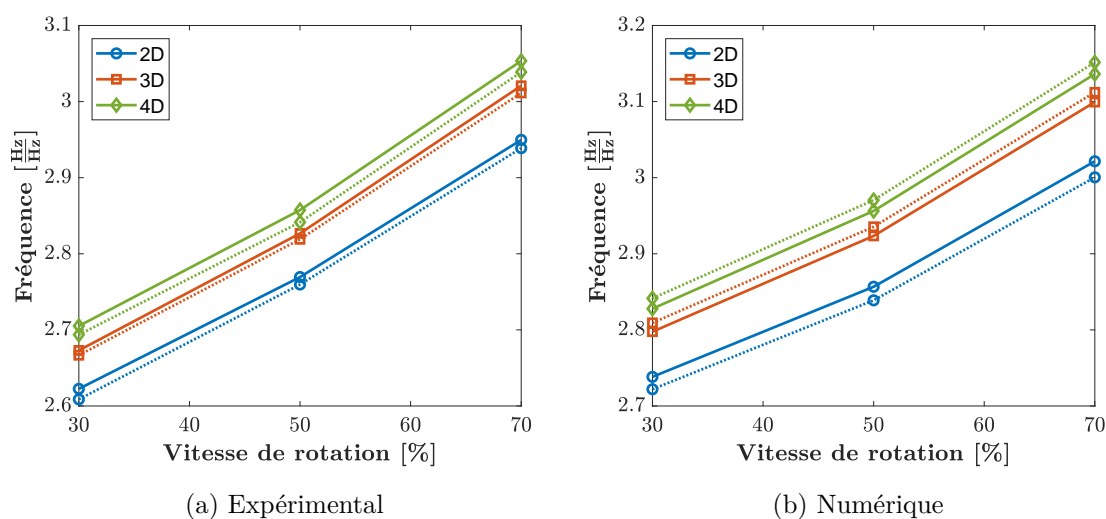 3.1
3
2.9
2.8
2.7
2.6
30 40 50 60 70
Fréquence [Hz/Hz]
Vitesse de rotation [%]
2D
3D
4D
(a) Expérimental
3.2
3.1
3
2.9
2.8
2.7
30 40 50 60 70
Fréquence [Hz/Hz]
Vitesse de rotation [%]
2D
3D
4D
(b) Numérique